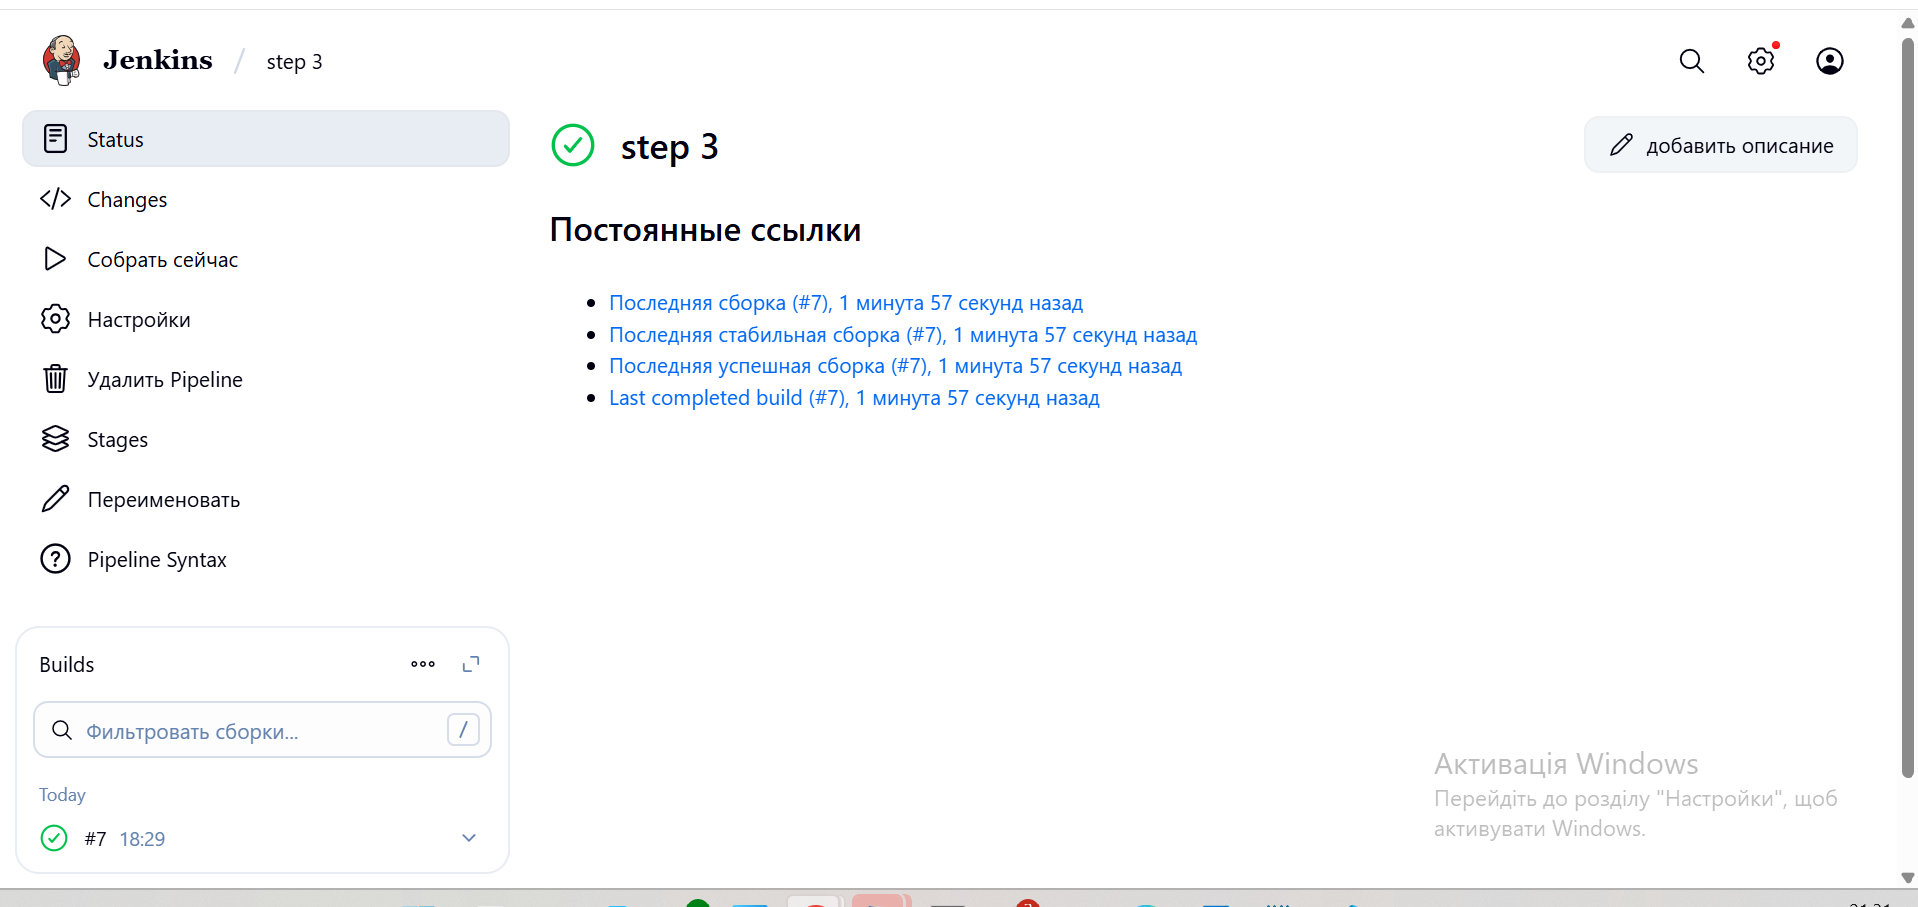 Jenkins / step 3
Status
Changes
Собрать сейчас
Настройки
Удалить Pipeline
Stages
Переименовать
Pipeline Syntax
Builds
Фильтровать сборки... /
Today
#7 18:29
step 3
добавить описание
Постоянные ссылки
Последняя сборка (#7), 1 минута 57 секунд назад
Последняя стабильная сборка (#7), 1 минута 57 секунд назад
Последняя успешная сборка (#7), 1 минута 57 секунд назад
Last completed build (#7), 1 минута 57 секунд назад
Активація Windows
Перейдіть до розділу "Настройки", щоб
активувати Windows.